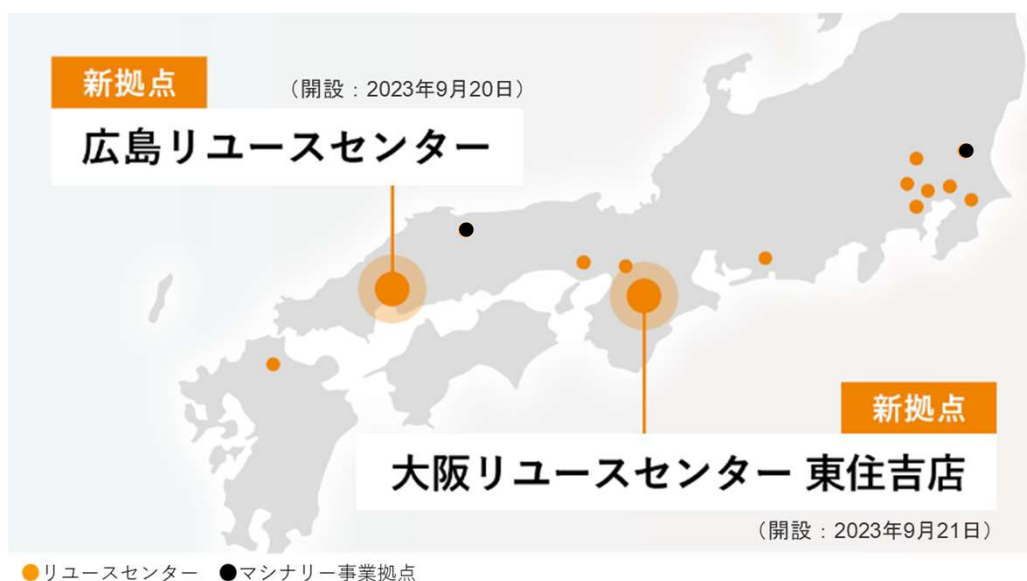 新拠点
（開設：2023年9月20日）
広島リユースセンター
新拠点
大阪リユースセンター 東住吉店
（開設：2023年9月21日）
●リユースセンター ●マシナリー事業拠点